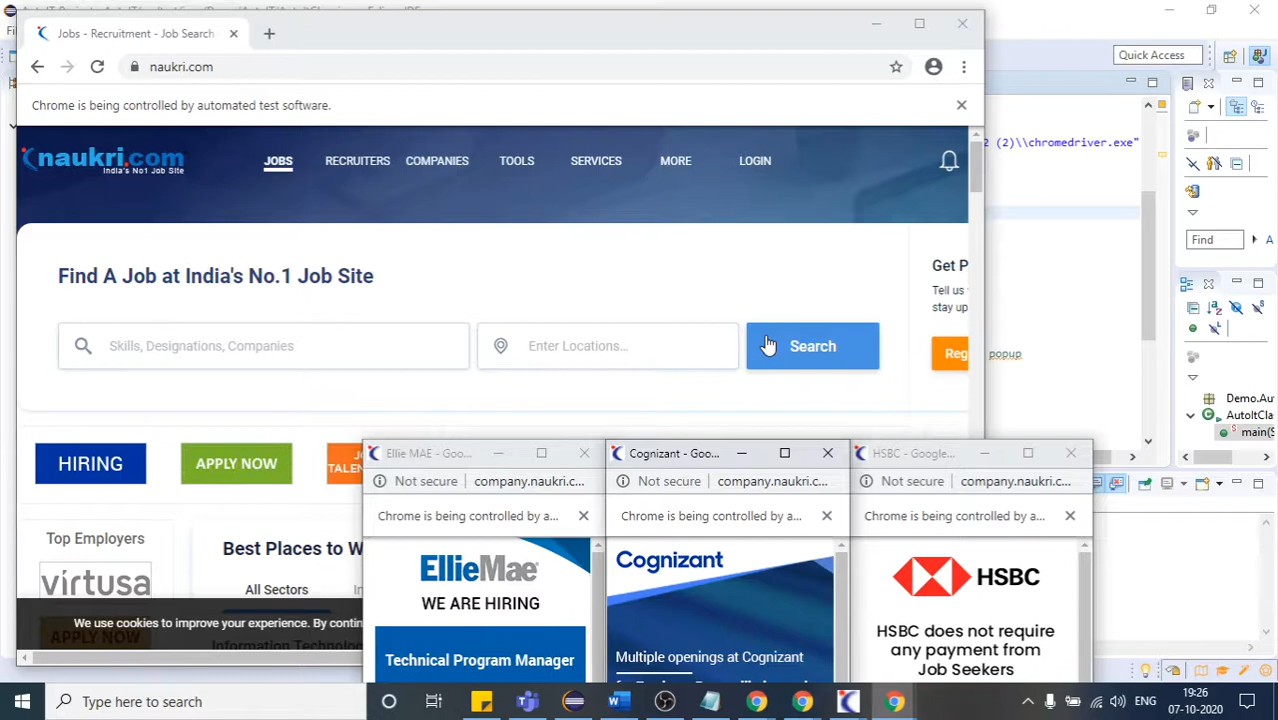 Jobs - Recruitment - Job Search
naukri.com
Chrome is being controlled by automated test software.
naukri.com
India's No1 Job Site
JOBS
RECRUITERS
COMPANIES
TOOLS
SERVICES
MORE
LOGIN
Find A Job at India's No.1 Job Site
Skills, Designations, Companies
Enter Locations...
Search
Get P
Tell us
stay up
Reg
HIRING
APPLY NOW
TALEN
Top Employers
virtusa
APPLY NOW
Best Places to W
All Sectors
In
Information Technolog
We use cookies to improve your experience. By contin
Ellie MAE - Goo...
Not secure
company.naukri.c...
Chrome is being controlled by a...
EllieMae
WE ARE HIRING
Technical Program Manager
Cognizant - Goo...
Not secure
company.naukri.c...
Chrome is being controlled by a...
Cognizant
Multiple openings at Cognizant
HSBC - Google...
Not secure
company.naukri.c...
Chrome is being controlled by a...
HSBC
HSBC does not require
any payment from
Job Seekers
Quick Access
2 (2)\\chromedriver.exe"
popup
Find
A
Demo.Au
AutoItCla
main(S
Type here to search
ENG
19:26
07-10-2020